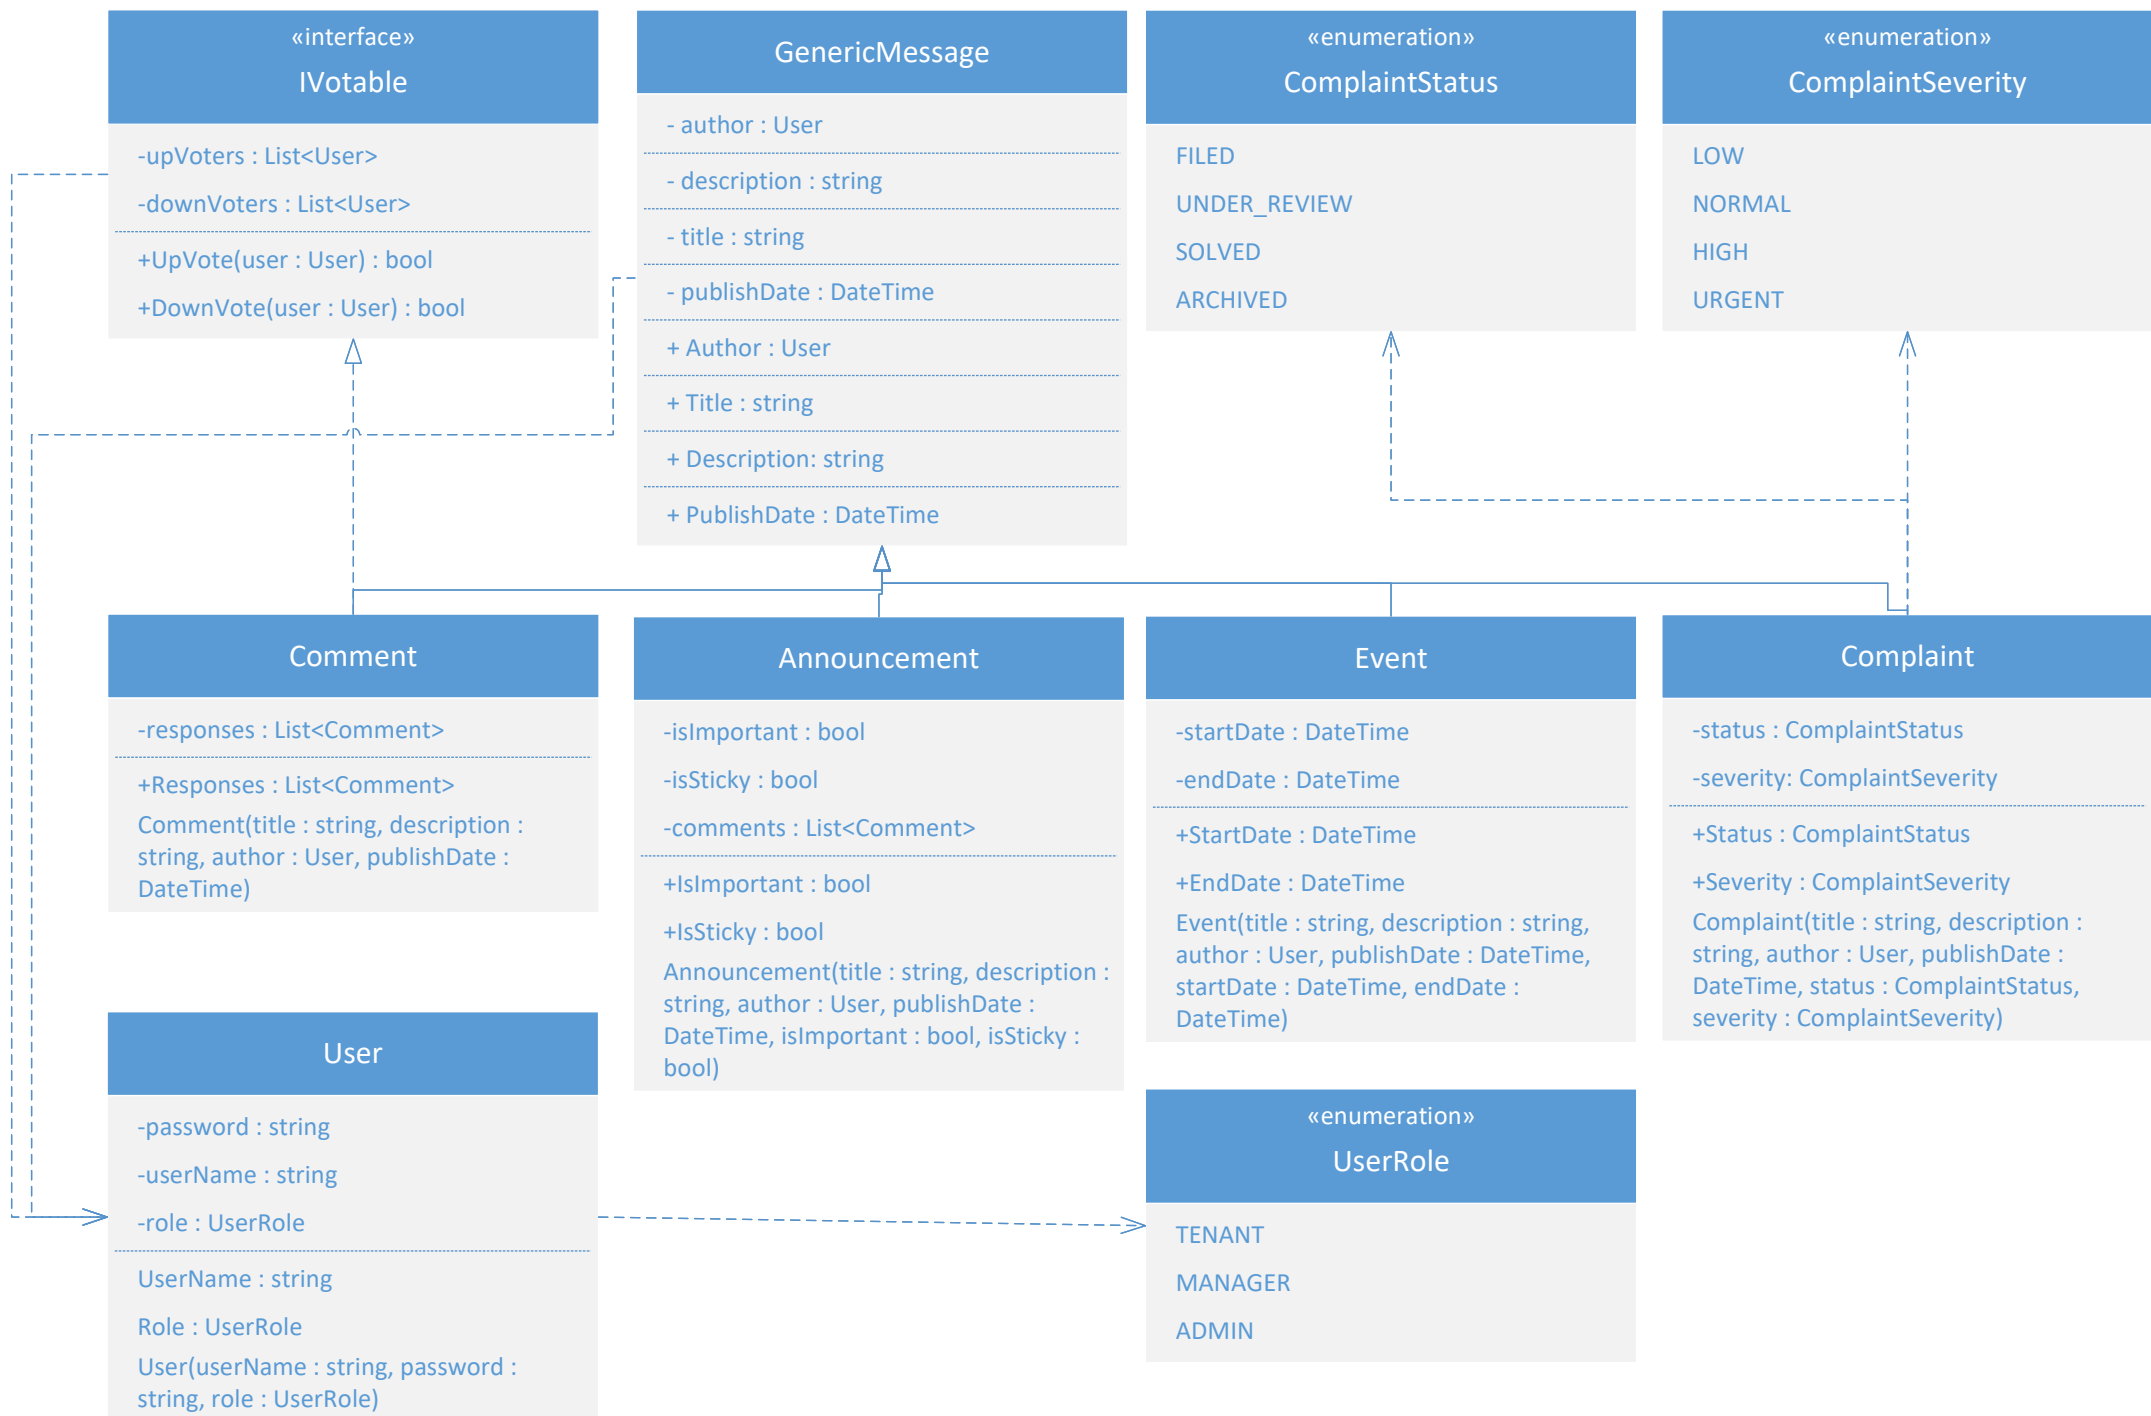 «interface»
IVotable
-upVoters : List<User>
-downVoters : List<User>
+UpVote(user : User) : bool
+DownVote(user : User) : bool
GenericMessage
- author : User
- description : string
- title : string
- publishDate : DateTime
+ Author : User
+ Title : string
+ Description: string
+ PublishDate : DateTime
«enumeration»
ComplaintStatus
FILED
UNDER_REVIEW
SOLVED
ARCHIVED
«enumeration»
ComplaintSeverity
LOW
NORMAL
HIGH
URGENT
Comment
-responses : List<Comment>
+Responses : List<Comment>
Comment(title : string, description :
string, author : User, publishDate :
DateTime)
Announcement
-isImportant : bool
-isSticky : bool
-comments : List<Comment>
+IsImportant : bool
+IsSticky : bool
Announcement(title : string, description :
string, author : User, publishDate :
DateTime, isImportant : bool, isSticky :
bool)
Event
-startDate : DateTime
-endDate : DateTime
+StartDate : DateTime
+EndDate : DateTime
Event(title : string, description : string,
author : User, publishDate : DateTime,
startDate : DateTime, endDate :
DateTime)
Complaint
-status : ComplaintStatus
-severity: ComplaintSeverity
+Status : ComplaintStatus
+Severity : ComplaintSeverity
Complaint(title : string, description :
string, author : User, publishDate :
DateTime, status : ComplaintStatus,
severity : ComplaintSeverity)
User
-password : string
-userName : string
-role : UserRole
UserName : string
Role : UserRole
User(userName : string, password :
string, role : UserRole)
«enumeration»
UserRole
TENANT
MANAGER
ADMIN